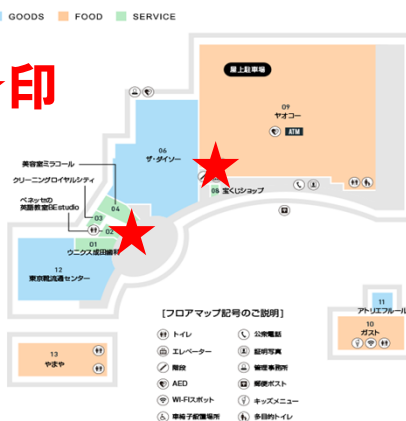 GOODS FOOD SERVICE
印
屋上駐車場
09
ヤオコー
ATM
06
ザ・ダイソー
美容室ミラコール
クリーニングロイヤルシティ
ベネッセの
英語教室BEstudio
04
03
02
01
ウニクス成田歯科
05 宝くじショップ
12
東京靴流通センター
11
アトリエフルール
10
ガスト
13
やまや
[フロアマップ記号のご説明]
トイレ 公衆電話
エレベーター 証明写真
階段 管理事務所
AED 郵便ポスト
WI-FIスポット キッズメニュー
車椅子配置場所 多目的トイレ